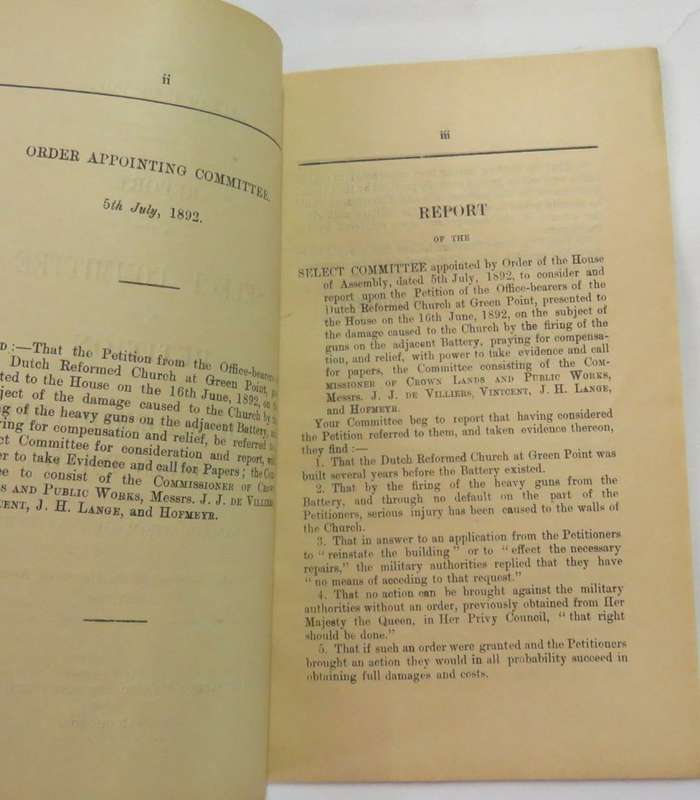 ii
ORDER APPOINTING COMMITTEE.
5th July, 1892.
:—That the Petition from the Office-bearers
Dutch Reformed Church at Green Point,
to the House on the 16th June, 1892,
of the damage caused to the Church by
of the heavy guns on the adjacent Battery,
for compensation and relief, be referred
Committee for consideration and report,
to take Evidence and call for Papers; the
to consist of the COMMISSIONER OF
AND PUBLIC WORKS, Messrs. J. J. DE VILLIERS
J. H. LANGE, and HOFMEYR.
iii
REPORT
OF THE
SELECT COMMITTEE appointed by Order of the House
of Assembly, dated 5th July, 1892, to consider and
report upon the Petition of the Office-bearers of the
Dutch Reformed Church at Green Point, presented to
the House on the 16th June, 1892, on the subject of
the damage caused to the Church by the firing of the
guns on the adjacent Battery, praying for compensa-
tion, and relief, with power to take evidence and call
for papers, the Committee consisting of the COM-
MISSIONER OF CROWN LANDS AND PUBLIC WORKS,
Messrs. J. J. DE VILLIERS, VINTCENT, J. H. LANGE,
and HOFMEYR.
Your Committee beg to report that having considered
the Petition referred to them, and taken evidence thereon,
they find :—
1. That the Dutch Reformed Church at Green Point was
built several years before the Battery existed.
2. That by the firing of the heavy guns from the
Battery, and through no default on the part of the
Petitioners, serious injury has been caused to the walls of
the Church.
3. That in answer to an application from the Petitioners
to "reinstate the building" or to "effect the necessary
repairs," the military authorities replied that they have
"no means of acceding to that request."
4. That no action can be brought against the military
authorities without an order, previously obtained from Her
Majesty the Queen, in Her Privy Council, "that right
should be done."
5. That if such an order were granted and the Petitioners
brought an action they would in all probability succeed in
obtaining full damages and costs.